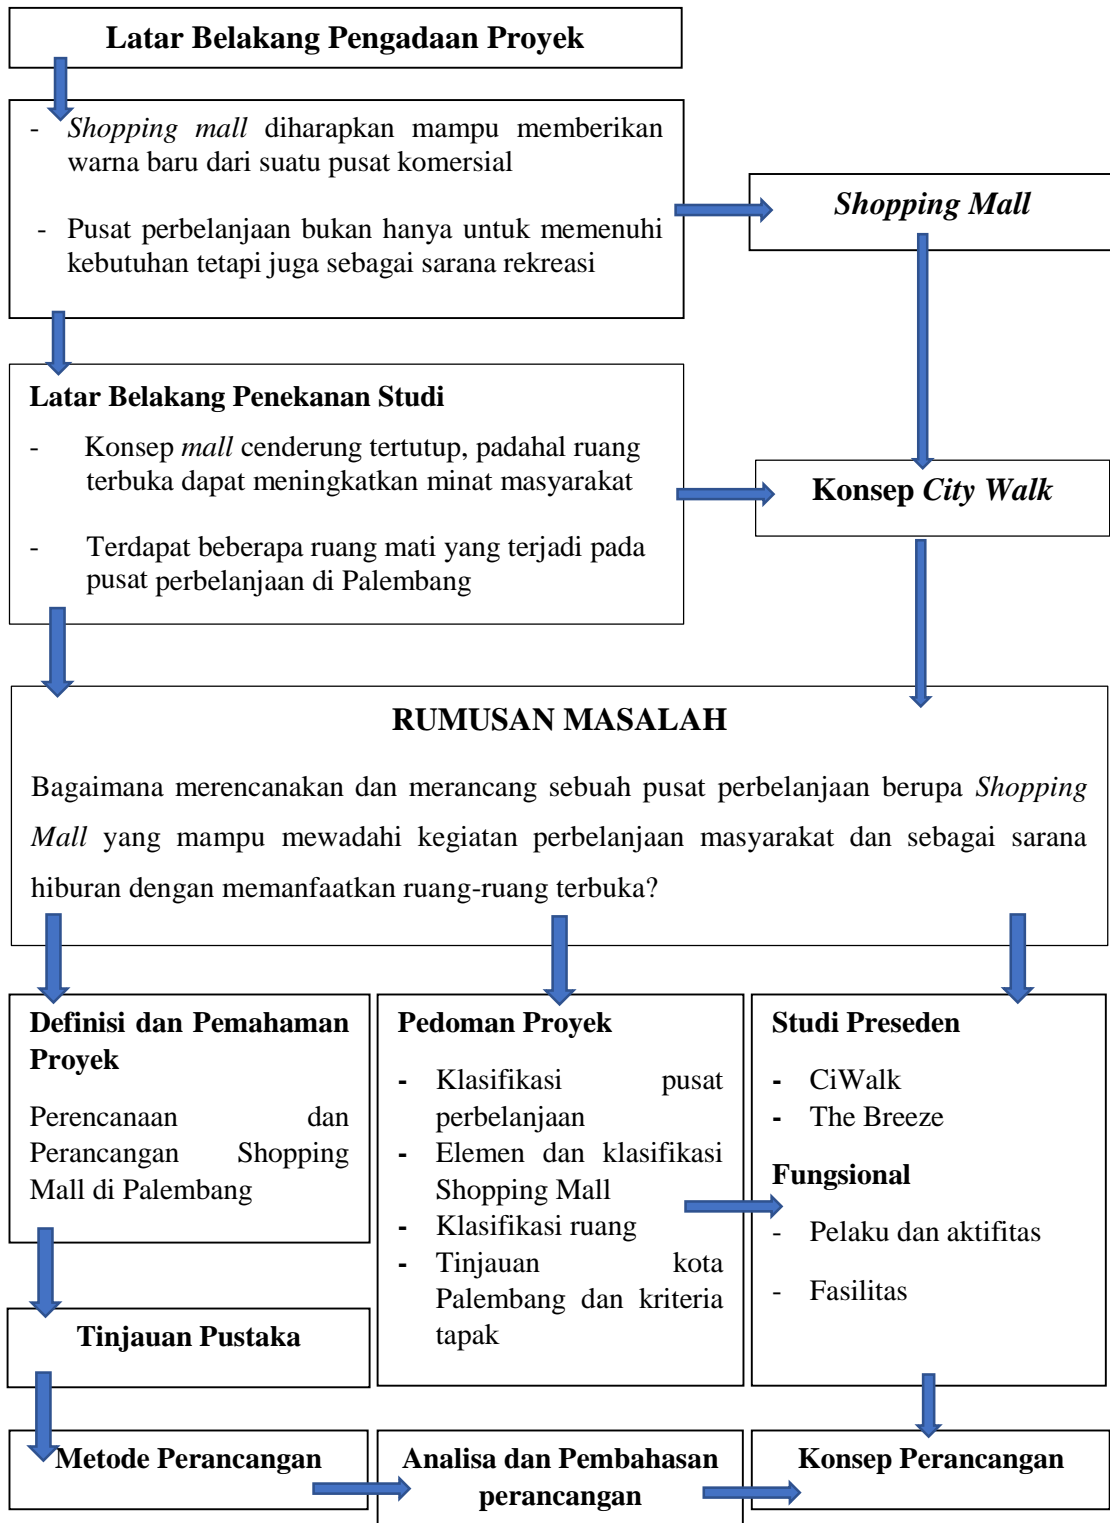 Latar Belakang Pengadaan Proyek
- Shopping mall diharapkan mampu memberikan
warna baru dari suatu pusat komersial
- Pusat perbelanjaan bukan hanya untuk memenuhi
kebutuhan tetapi juga sebagai sarana rekreasi
Shopping Mall
Latar Belakang Penekanan Studi
- Konsep mall cenderung tertutup, padahal ruang
terbuka dapat meningkatkan minat masyarakat
- Terdapat beberapa ruang mati yang terjadi pada
pusat perbelanjaan di Palembang
Konsep City Walk
RUMUSAN MASALAH
Bagaimana merencanakan dan merancang sebuah pusat perbelanjaan berupa Shopping
Mall yang mampu mewadahi kegiatan perbelanjaan masyarakat dan sebagai sarana
hiburan dengan memanfaatkan ruang-ruang terbuka?
Definisi dan Pemahaman
Proyek
Perencanaan dan
Perancangan Shopping
Mall di Palembang
Pedoman Proyek
- Klasifikasi pusat
perbelanjaan
- Elemen dan klasifikasi
Shopping Mall
- Klasifikasi ruang
- Tinjauan kota
Palembang dan kriteria
tapak
Studi Preseden
- CiWalk
- The Breeze
Fungsional
- Pelaku dan aktifitas
- Fasilitas
Tinjauan Pustaka
Metode Perancangan
Analisa dan Pembahasan
perancangan
Konsep Perancangan